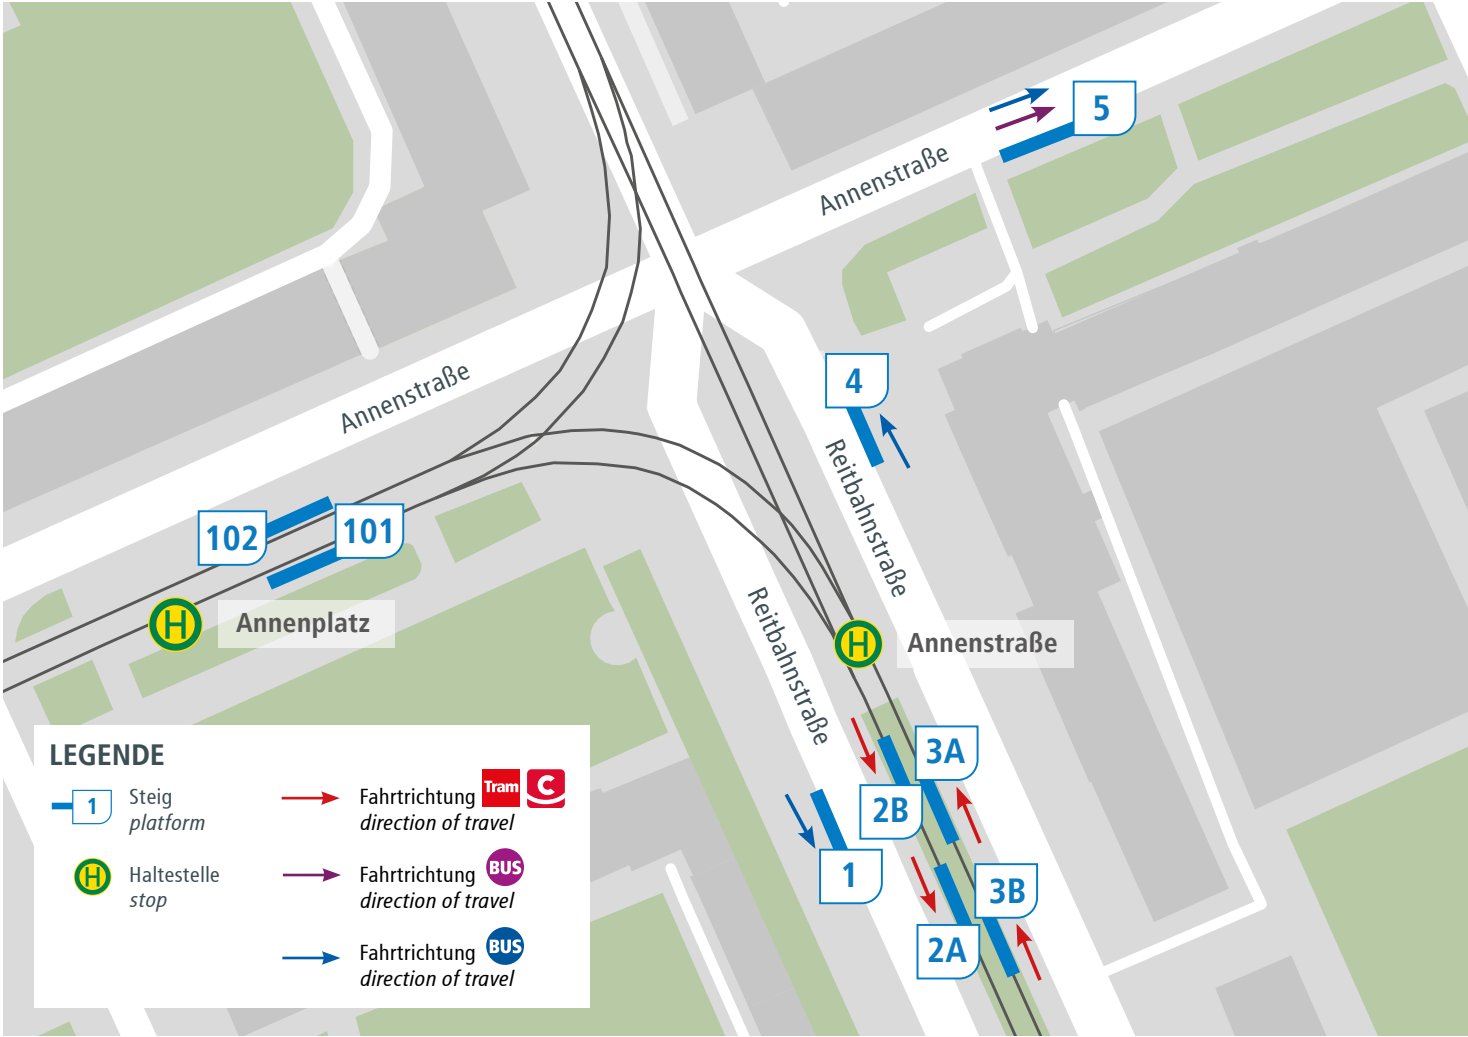 5
Annenstraße
4
Annenstraße
Reitbahnstraße
102
101
H
Annenplatz
Reitbahnstraße
H
Annenstraße
3A
2B
1
3B
2A
LEGENDE
1
Steig
platform
H
Haltestelle
stop
Fahrtrichtung Tram C
direction of travel
Fahrtrichtung BUS
direction of travel
Fahrtrichtung BUS
direction of travel